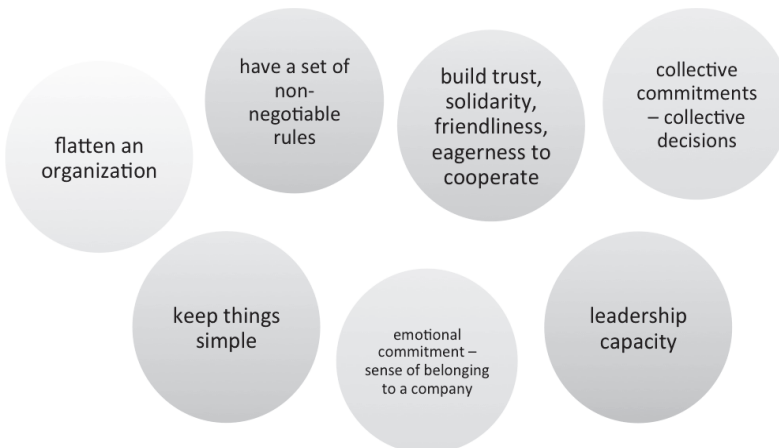 flatten an
organization
have a set of
non-
negotiable
rules
build trust,
solidarity,
friendliness,
eagerness to
cooperate
collective
commitments
– collective
decisions
keep things
simple
emotional
commitment –
sense of belonging
to a company
leadership
capacity